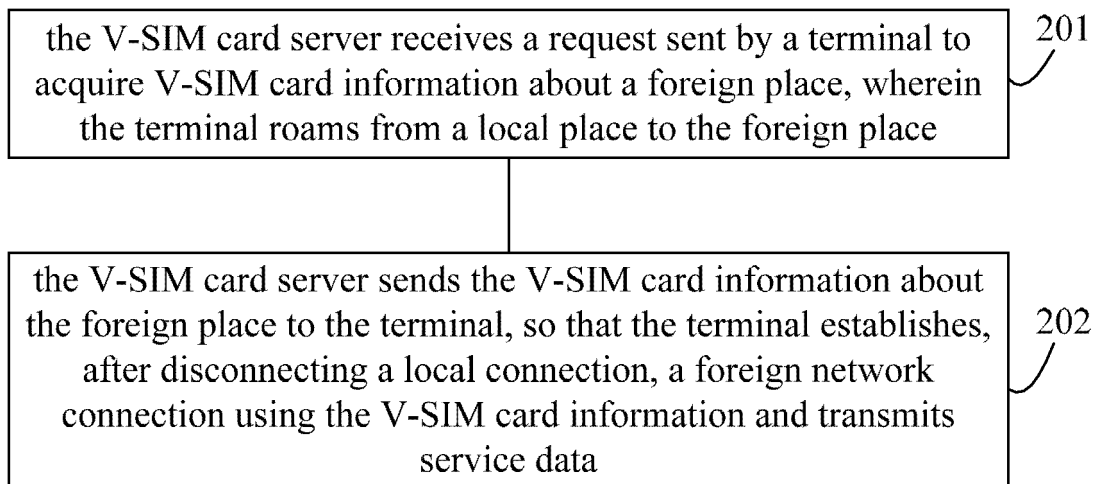 the V-SIM card server receives a request sent by a terminal to
acquire V-SIM card information about a foreign place, wherein
the terminal roams from a local place to the foreign place
201
the V-SIM card server sends the V-SIM card information about
the foreign place to the terminal, so that the terminal establishes,
after disconnecting a local connection, a foreign network
connection using the V-SIM card information and transmits
service data
202